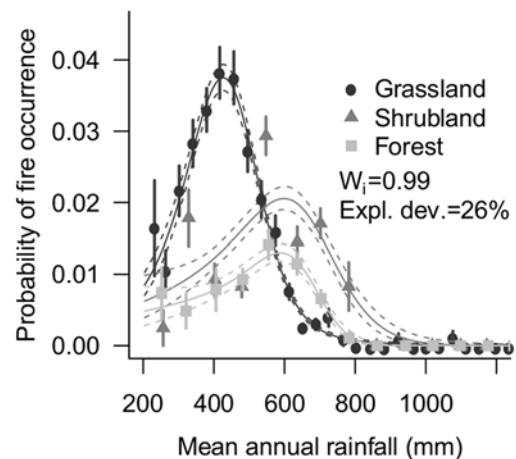 0.04
0.03
0.02
0.01
0.00
Probability of fire occurrence
Grassland
Shrubland
Forest
Wi=0.99
Expl. dev.=26%
200 400 600 800 1000
Mean annual rainfall (mm)